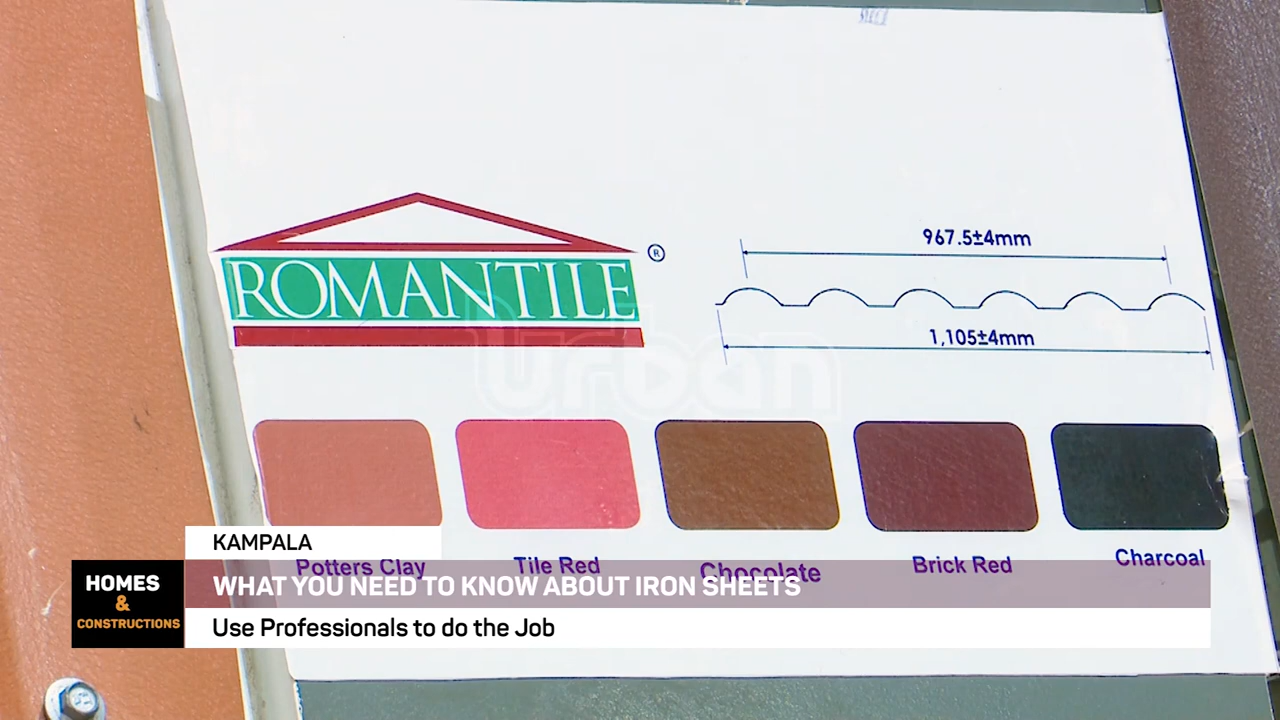 ROMANTILE
®
967.5±4mm
1,105±4mm
Urban
Potters Clay
Tile Red
Chocolate
Brick Red
Charcoal
KAMPALA
HOMES
&
CONSTRUCTIONS
WHAT YOU NEED TO KNOW ABOUT IRON SHEETS
Use Professionals to do the Job